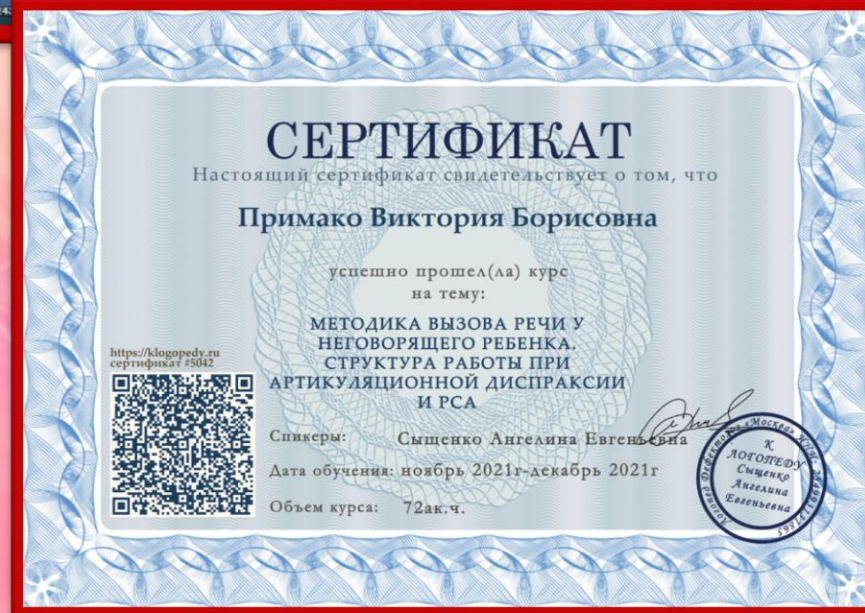 СЕРТИФИКАТ
Настоящий сертификат свидетельствует о том, что
Примако Виктория Борисовна
успешно прошел(ла) курс
на тему:
МЕТОДИКА ВЫЗОВА РЕЧИ У
НЕГОВОРЯЩЕГО РЕБЕНКА.
СТРУКТУРА РАБОТЫ ПРИ
АРТИКУЛЯЦИОННОЙ ДИСПРАКСИИ
И РСА
https://klogopedy.ru
сертификат #5042
Спикеры: Сыщенко Ангелина Евгеньевна
Дата обучения: ноябрь 2021г-декабрь 2021г
Объем курса: 72ак.ч.
К
ЛОГОПЕДУ
Сыщенко
Ангелина
Евгеньевна
Логопед Дефектолог «Москва»